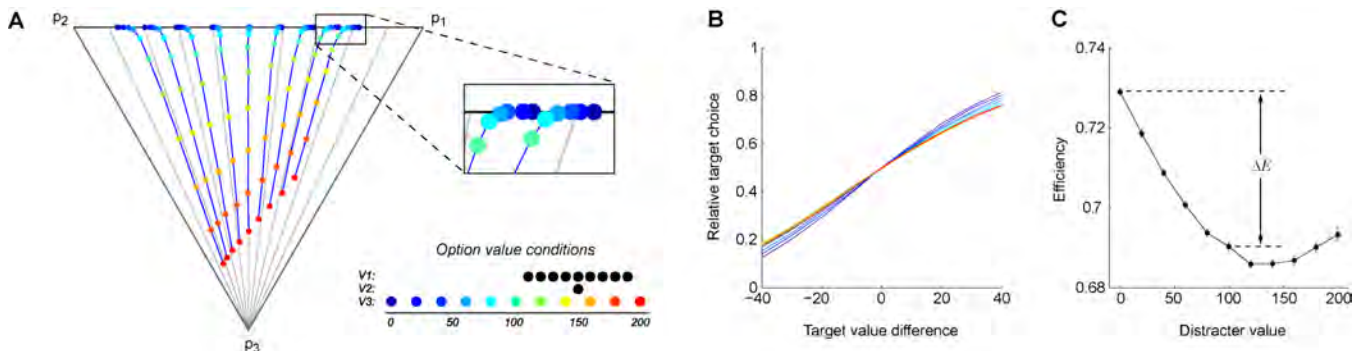 A
p2
p1
p3
Option value conditions
V1:
V2:
V3:
0 50 100 150 200
B
1
0.8
0.6
0.4
0.2
0
−40 −20 0 20 40
Relative target choice
Target value difference
C
0.74
0.72
0.7
0.68
0 50 100 150 200
Efficiency
ΔE
Distracter value